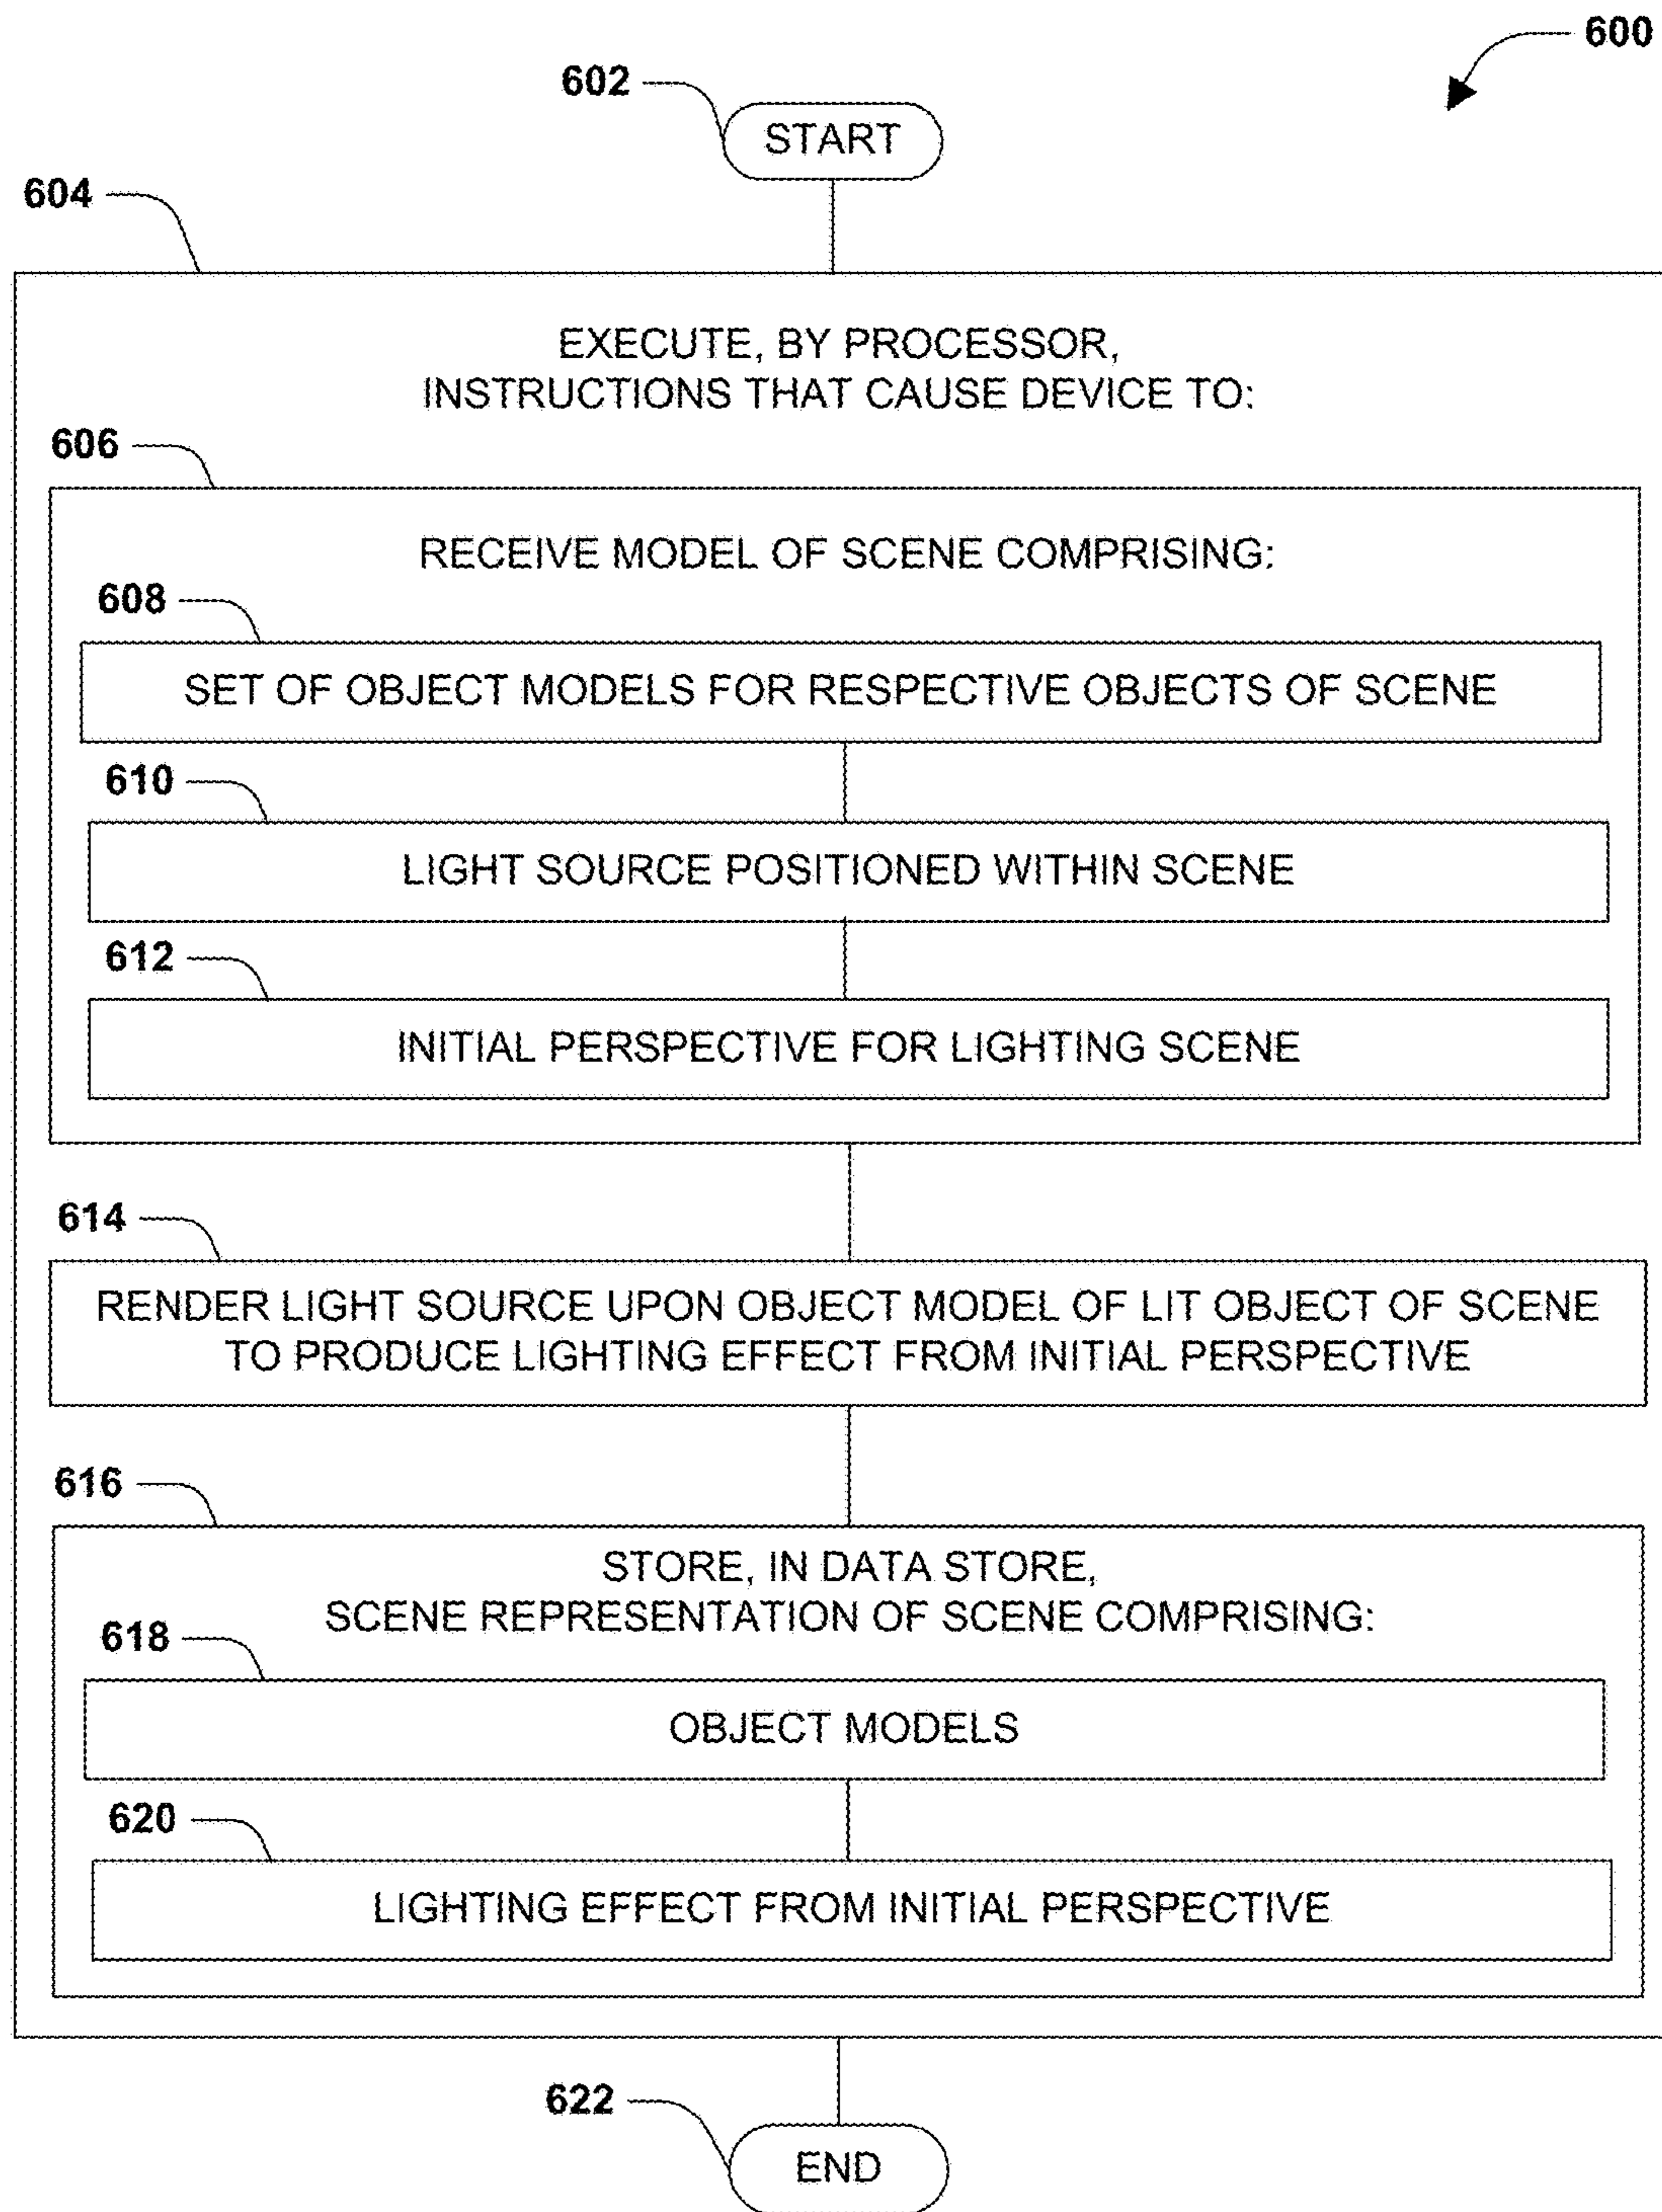 600
602
START
604
EXECUTE, BY PROCESSOR,
INSTRUCTIONS THAT CAUSE DEVICE TO:
606
RECEIVE MODEL OF SCENE COMPRISING:
608
SET OF OBJECT MODELS FOR RESPECTIVE OBJECTS OF SCENE
610
LIGHT SOURCE POSITIONED WITHIN SCENE
612
INITIAL PERSPECTIVE FOR LIGHTING SCENE
614
RENDER LIGHT SOURCE UPON OBJECT MODEL OF LIT OBJECT OF SCENE
TO PRODUCE LIGHTING EFFECT FROM INITIAL PERSPECTIVE
616
STORE, IN DATA STORE,
SCENE REPRESENTATION OF SCENE COMPRISING:
618
OBJECT MODELS
620
LIGHTING EFFECT FROM INITIAL PERSPECTIVE
622
END